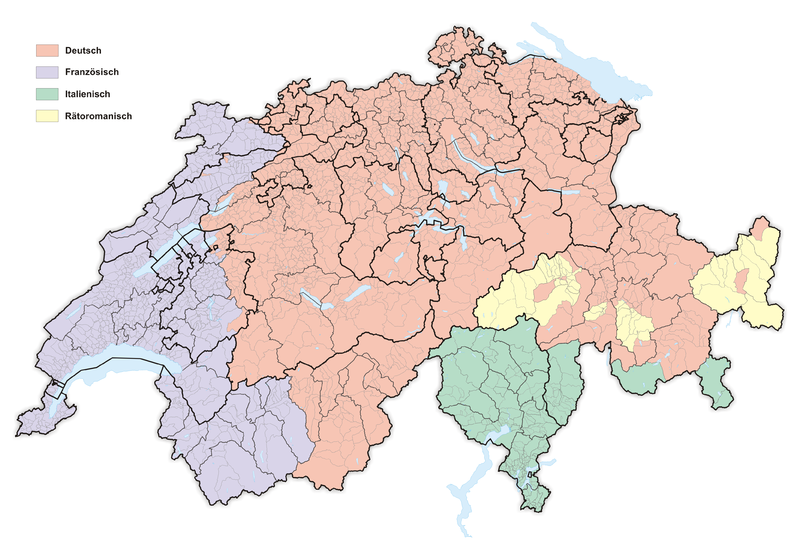 Deutsch
Französisch
Italienisch
Rätoromanisch